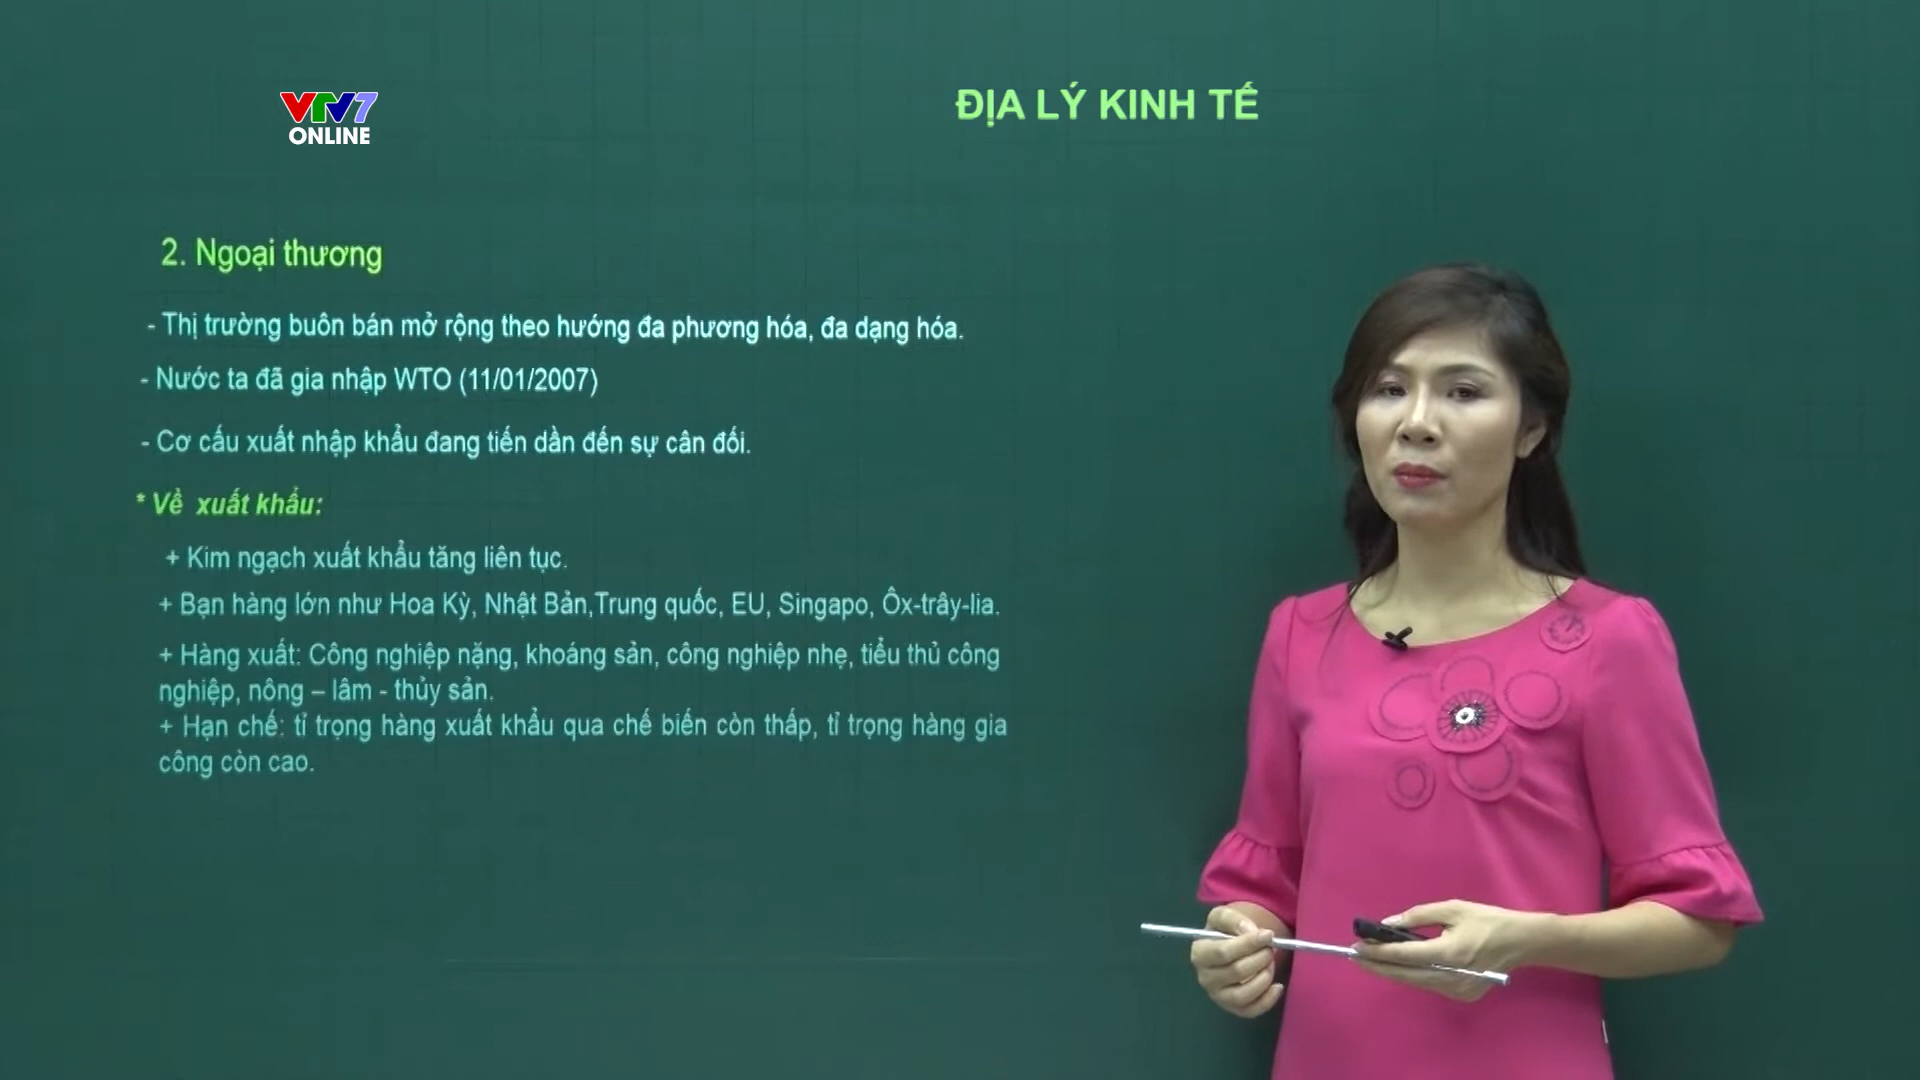 VTV7
ONLINE
ĐỊA LÝ KINH TẾ
2. Ngoại thương
- Thị trường buôn bán mở rộng theo hướng đa phương hóa, đa dạng hóa.
- Nước ta đã gia nhập WTO (11/01/2007)
- Cơ cấu xuất nhập khẩu đang tiến dần đến sự cân đối.
* Về xuất khẩu:
+ Kim ngạch xuất khẩu tăng liên tục.
+ Bạn hàng lớn như Hoa Kỳ, Nhật Bản,Trung quốc, EU, Singapo, Ôx-trây-lia.
+ Hàng xuất: Công nghiệp nặng, khoáng sản, công nghiệp nhẹ, tiểu thủ công
nghiệp, nông – lâm - thủy sản.
+ Hạn chế: tỉ trọng hàng xuất khẩu qua chế biến còn thấp, tỉ trọng hàng gia
công còn cao.